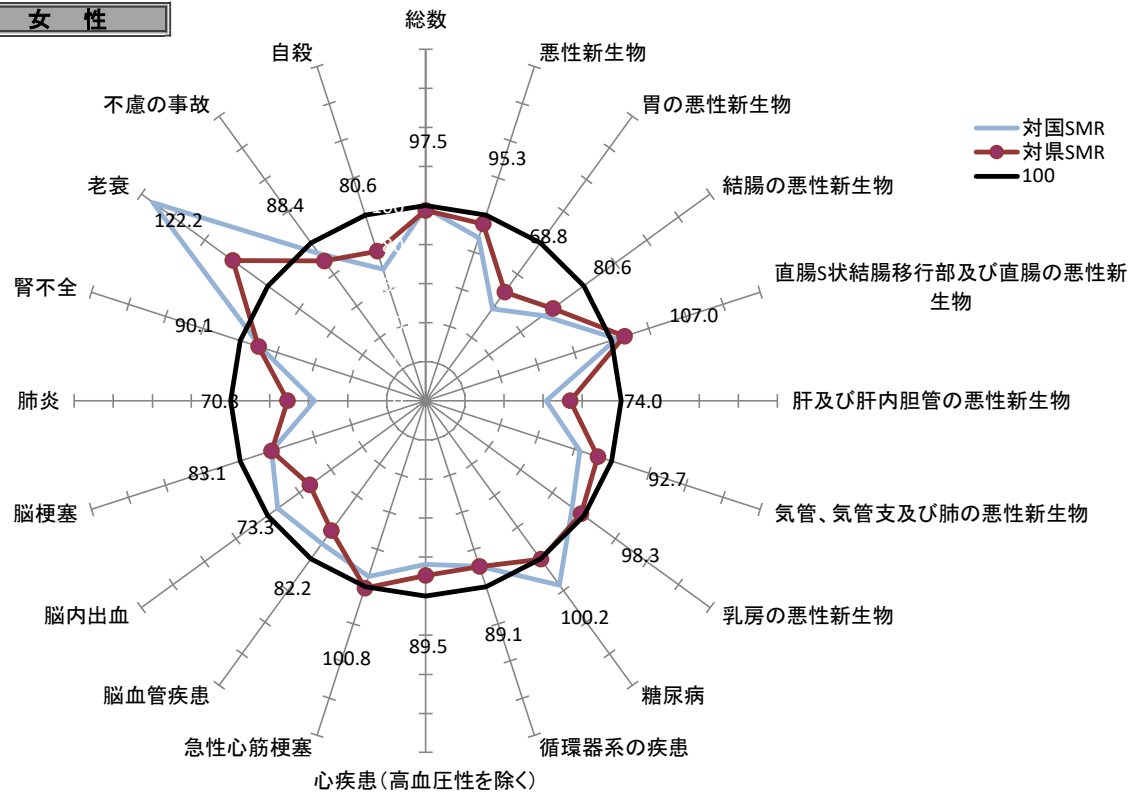 女 性
総数
悪性新生物
胃の悪性新生物
結腸の悪性新生物
直腸S状結腸移行部及び直腸の悪性新
生物
肝及び肝内胆管の悪性新生物
気管、気管支及び肺の悪性新生物
乳房の悪性新生物
糖尿病
循環器系の疾患
心疾患(高血圧性を除く)
急性心筋梗塞
脳血管疾患
脳内出血
脳梗塞
肺炎
腎不全
老衰
不慮の事故
自殺
97.5
95.3
68.8
80.6
107.0
74.0
92.7
98.3
100.2
89.1
89.5
100.8
82.2
73.3
83.1
70.3
90.1
122.2
88.4
80.6
対国SMR
対県SMR
100